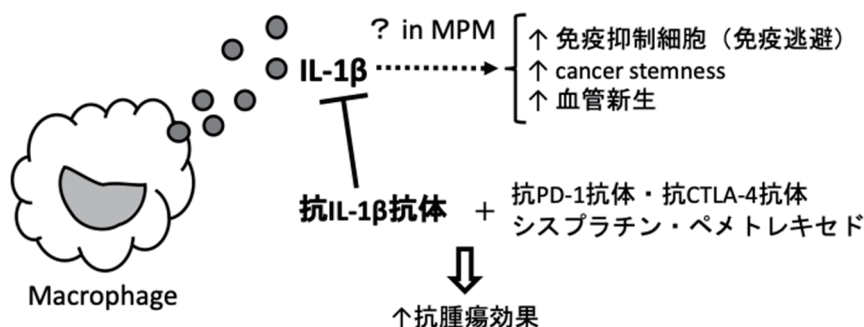 ? in MPM
IL-1β
↑ 免疫抑制細胞（免疫逃避）
↑ cancer stemness
↑ 血管新生
抗IL-1β抗体 +
抗PD-1抗体・抗CTLA-4抗体
シスプラチン・ペメトレキセド
Macrophage
↑抗腫瘍効果